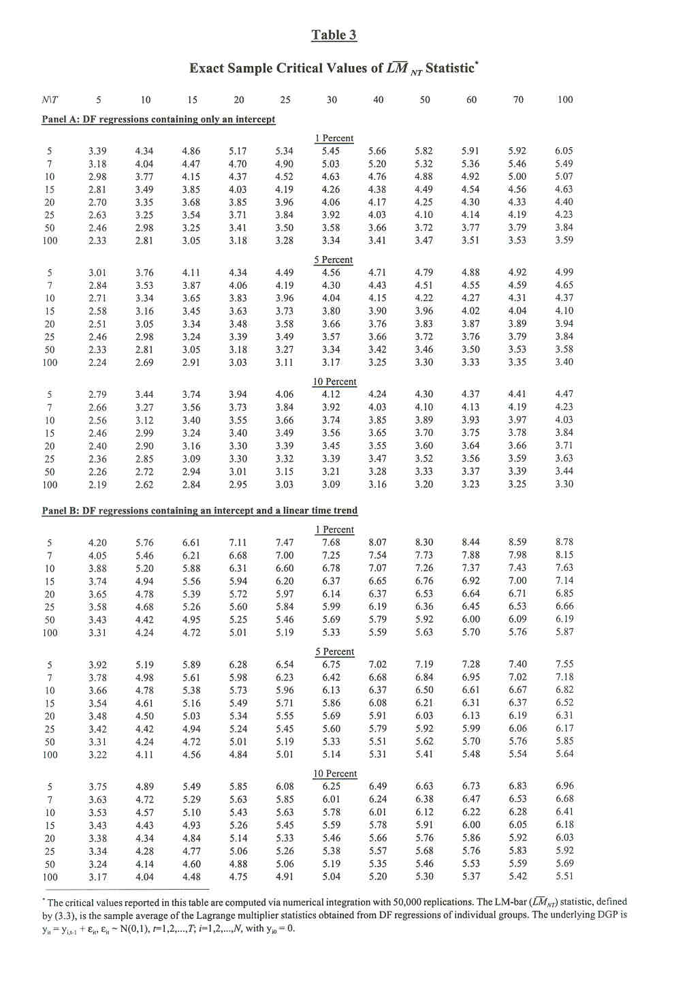 Table 3
Exact Sample Critical Values of LM NT Statistic*
N\T 5 10 15 20 25 30 40 50 60 70 100
Panel A: DF regressions containing only an intercept
1 Percent
5 3.39 4.34 4.86 5.17 5.34 5.45 5.66 5.82 5.91 5.92 6.05
7 3.18 4.04 4.47 4.70 4.90 5.03 5.20 5.32 5.36 5.46 5.49
10 2.98 3.77 4.15 4.37 4.52 4.63 4.76 4.88 4.92 5.00 5.07
15 2.81 3.49 3.85 4.03 4.19 4.26 4.38 4.49 4.54 4.56 4.63
20 2.70 3.35 3.68 3.85 3.96 4.06 4.17 4.25 4.30 4.33 4.40
25 2.63 3.25 3.54 3.71 3.84 3.92 4.03 4.10 4.14 4.19 4.23
50 2.46 2.98 3.25 3.41 3.50 3.58 3.66 3.72 3.77 3.79 3.84
100 2.33 2.81 3.05 3.18 3.28 3.34 3.41 3.47 3.51 3.53 3.59
5 Percent
5 3.01 3.76 4.11 4.34 4.49 4.56 4.71 4.79 4.88 4.92 4.99
7 2.84 3.53 3.87 4.06 4.19 4.30 4.43 4.51 4.55 4.59 4.65
10 2.71 3.34 3.65 3.83 3.96 4.04 4.15 4.22 4.27 4.31 4.37
15 2.58 3.16 3.45 3.63 3.73 3.80 3.90 3.96 4.02 4.04 4.10
20 2.51 3.05 3.34 3.48 3.58 3.66 3.76 3.83 3.87 3.89 3.94
25 2.46 2.98 3.24 3.39 3.49 3.57 3.66 3.72 3.76 3.79 3.84
50 2.33 2.81 3.05 3.18 3.27 3.34 3.42 3.46 3.50 3.53 3.58
100 2.24 2.69 2.91 3.03 3.11 3.17 3.25 3.30 3.33 3.35 3.40
10 Percent
5 2.79 3.44 3.74 3.94 4.06 4.12 4.24 4.30 4.37 4.41 4.47
7 2.66 3.27 3.56 3.73 3.84 3.92 4.03 4.10 4.13 4.19 4.23
10 2.56 3.12 3.40 3.55 3.66 3.74 3.85 3.89 3.93 3.97 4.03
15 2.46 2.99 3.24 3.40 3.49 3.56 3.65 3.70 3.75 3.78 3.84
20 2.40 2.90 3.16 3.30 3.39 3.45 3.55 3.60 3.64 3.66 3.71
25 2.36 2.85 3.09 3.30 3.32 3.39 3.47 3.52 3.56 3.59 3.63
50 2.26 2.72 2.94 3.01 3.15 3.21 3.28 3.33 3.37 3.39 3.44
100 2.19 2.62 2.84 2.95 3.03 3.09 3.16 3.20 3.23 3.25 3.30
Panel B: DF regressions containing an intercept and a linear time trend
1 Percent
5 4.20 5.76 6.61 7.11 7.47 7.68 8.07 8.30 8.44 8.59 8.78
7 4.05 5.46 6.21 6.68 7.00 7.25 7.54 7.73 7.88 7.98 8.15
10 3.88 5.20 5.88 6.31 6.60 6.78 7.07 7.26 7.37 7.43 7.63
15 3.74 4.94 5.56 5.94 6.20 6.37 6.65 6.76 6.92 7.00 7.14
20 3.65 4.78 5.39 5.72 5.97 6.14 6.37 6.53 6.64 6.71 6.85
25 3.58 4.68 5.26 5.60 5.84 5.99 6.19 6.36 6.45 6.53 6.66
50 3.43 4.42 4.95 5.25 5.46 5.69 5.79 5.92 6.00 6.09 6.19
100 3.31 4.24 4.72 5.01 5.19 5.33 5.59 5.63 5.70 5.76 5.87
5 Percent
5 3.92 5.19 5.89 6.28 6.54 6.75 7.02 7.19 7.28 7.40 7.55
7 3.78 4.98 5.61 5.98 6.23 6.42 6.68 6.84 6.95 7.02 7.18
10 3.66 4.78 5.38 5.73 5.96 6.13 6.37 6.50 6.61 6.67 6.82
15 3.54 4.61 5.16 5.49 5.71 5.86 6.08 6.21 6.31 6.37 6.52
20 3.48 4.50 5.03 5.34 5.55 5.69 5.91 6.03 6.13 6.19 6.31
25 3.42 4.42 4.94 5.24 5.45 5.60 5.79 5.92 5.99 6.06 6.17
50 3.31 4.24 4.72 5.01 5.19 5.33 5.51 5.62 5.70 5.76 5.85
100 3.22 4.11 4.56 4.84 5.01 5.14 5.31 5.41 5.48 5.54 5.64
10 Percent
5 3.75 4.89 5.49 5.85 6.08 6.25 6.49 6.63 6.73 6.83 6.96
7 3.63 4.72 5.29 5.63 5.85 6.01 6.24 6.38 6.47 6.53 6.68
10 3.53 4.57 5.10 5.43 5.63 5.78 6.01 6.12 6.22 6.28 6.41
15 3.43 4.43 4.93 5.26 5.45 5.59 5.78 5.91 6.00 6.05 6.18
20 3.38 4.34 4.84 5.14 5.33 5.46 5.66 5.76 5.86 5.92 6.03
25 3.34 4.28 4.77 5.06 5.26 5.38 5.57 5.68 5.76 5.83 5.92
50 3.24 4.14 4.60 4.88 5.06 5.19 5.35 5.46 5.53 5.59 5.69
100 3.17 4.04 4.48 4.75 4.91 5.04 5.20 5.30 5.37 5.42 5.51
* The critical values reported in this table are computed via numerical integration with 50,000 replications. The LM-bar (LM NT) statistic, defined
by (3.3), is the sample average of the Lagrange multiplier statistics obtained from DF regressions of individual groups. The underlying DGP is
yit = yi,t-1 + εit, εit ~ N(0,1), t=1,2,...,T; i=1,2,...,N, with yi0 = 0.